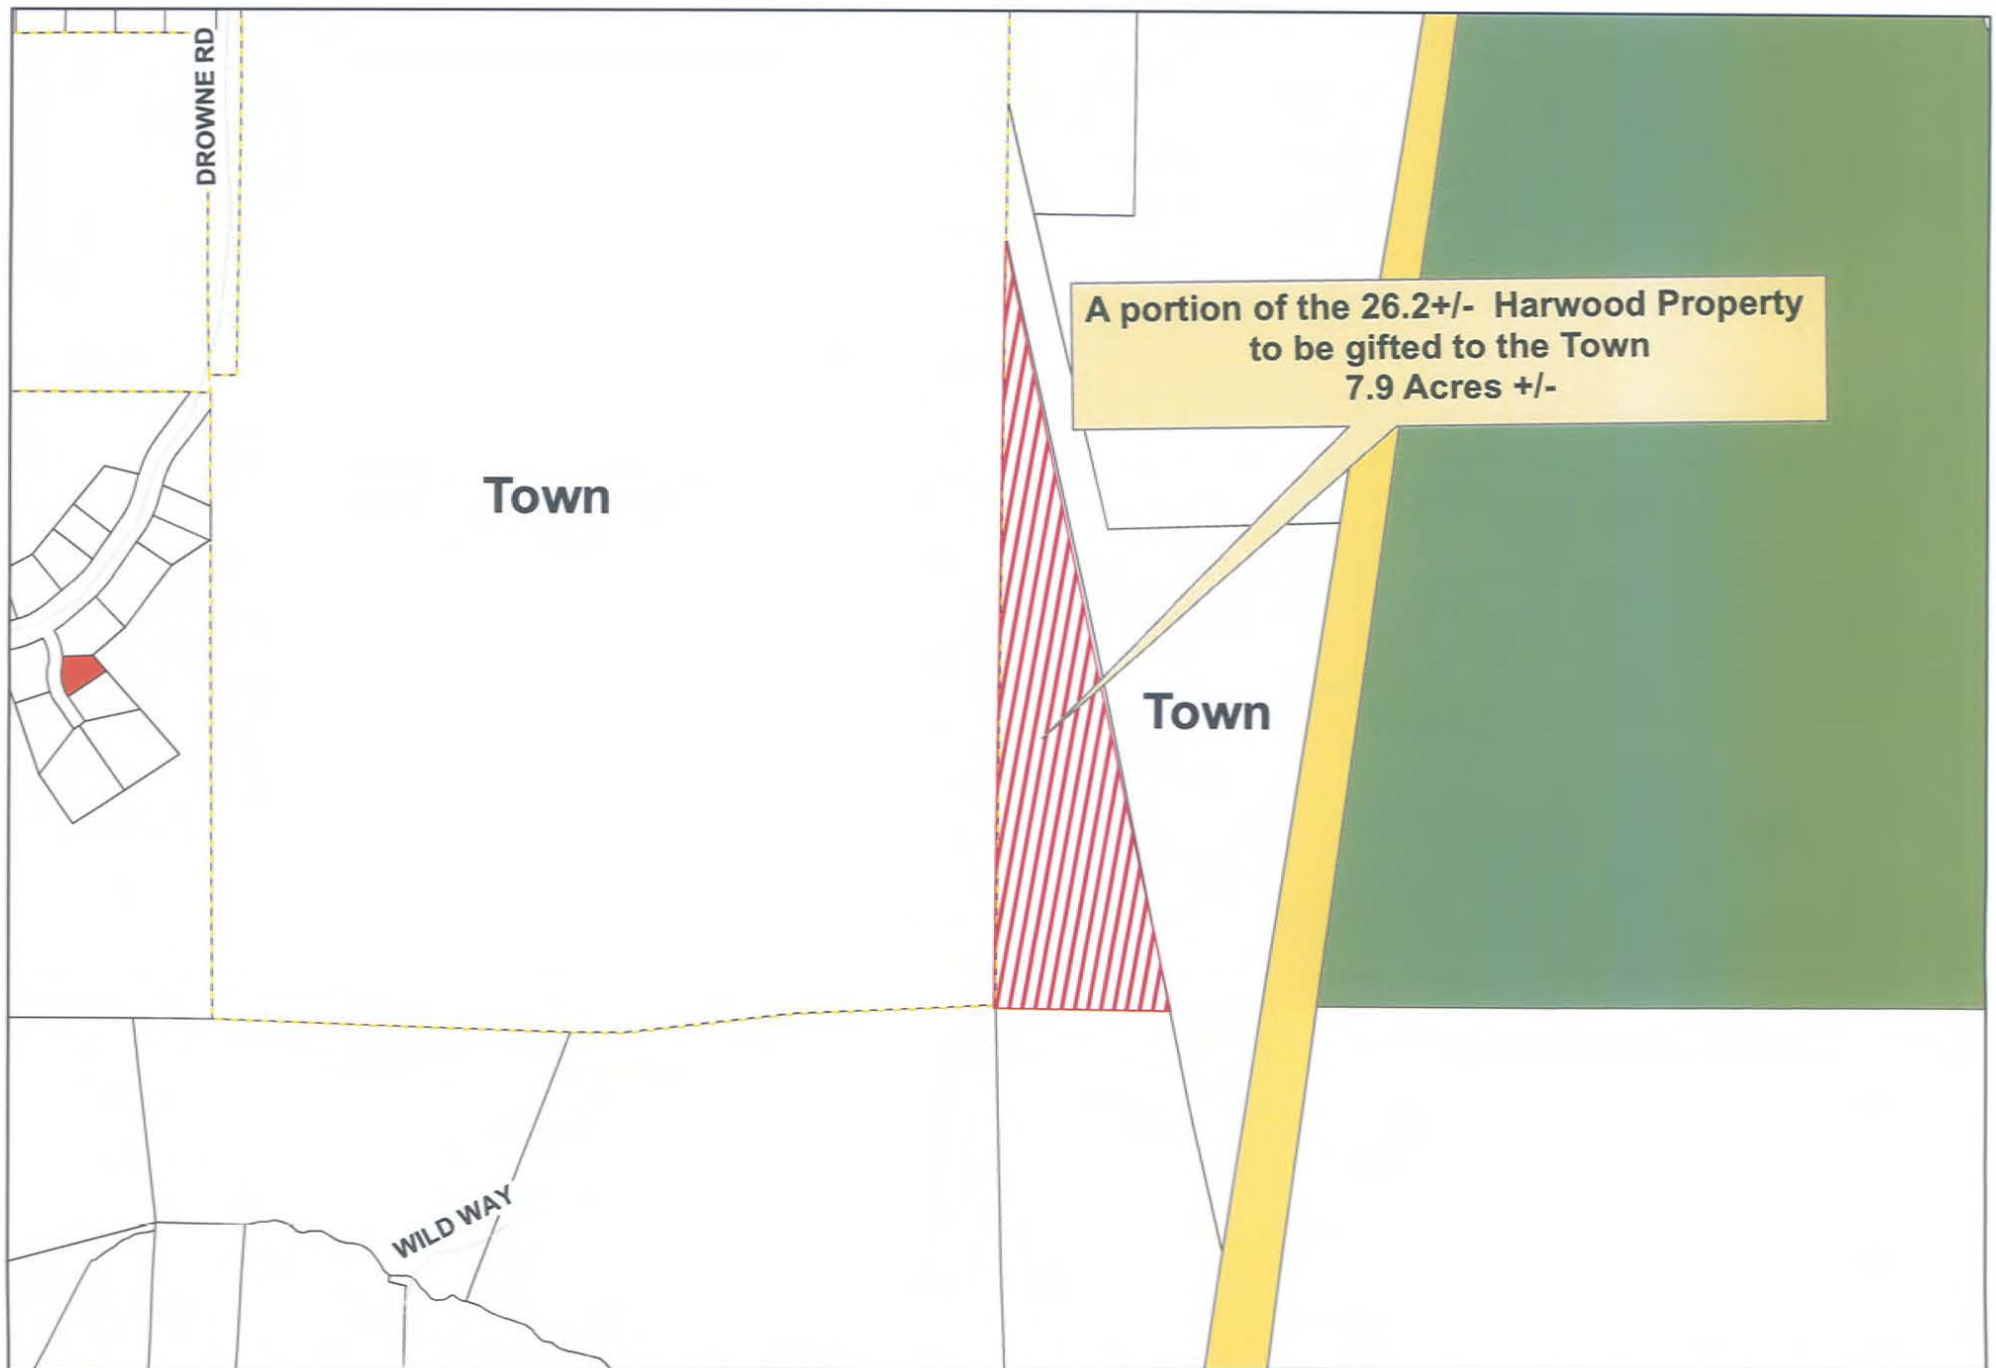 DROWNE RD
A portion of the 26.2+/- Harwood Property
to be gifted to the Town
7.9 Acres +/-
Town
Town
WILD WAY